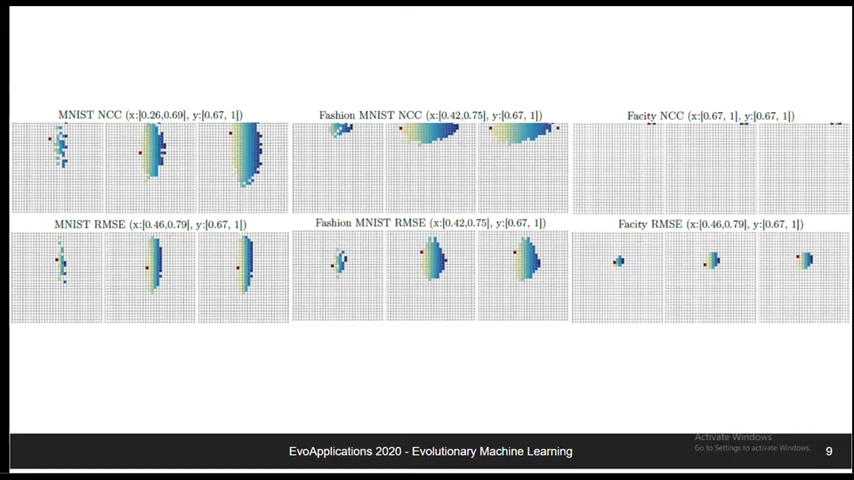 MNIST NCC (x:[0.26,0.69], y:[0.67, 1])
Fashion MNIST NCC (x:[0.42,0.75], y:[0.67, 1])
Facity NCC (x:[0.67, 1], y:[0.67, 1])
MNIST RMSE (x:[0.46,0.79], y:[0.67, 1])
Fashion MNIST RMSE (x:[0.42,0.75], y:[0.67, 1])
Facity RMSE (x:[0.46,0.79], y:[0.67, 1])
EvoApplications 2020 - Evolutionary Machine Learning
Activate Windows
Go to Settings to activate Windows.
9